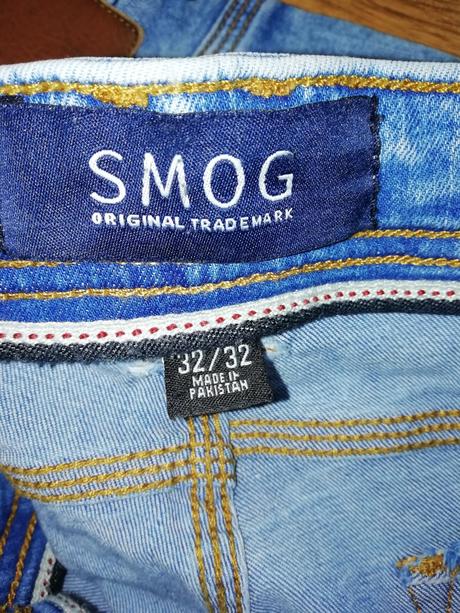 SMOG
ORIGINAL TRADEMARK
32/32
MADE IN
PAKISTAN